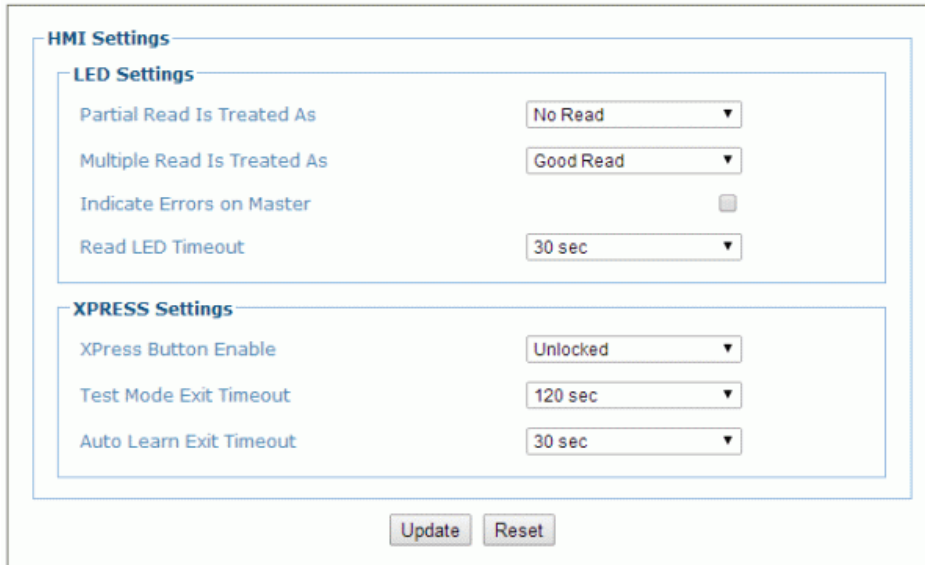 HMI Settings
LED Settings
Partial Read Is Treated As No Read
Multiple Read Is Treated As Good Read
Indicate Errors on Master
Read LED Timeout 30 sec
XPRESS Settings
XPress Button Enable Unlocked
Test Mode Exit Timeout 120 sec
Auto Learn Exit Timeout 30 sec
Update Reset